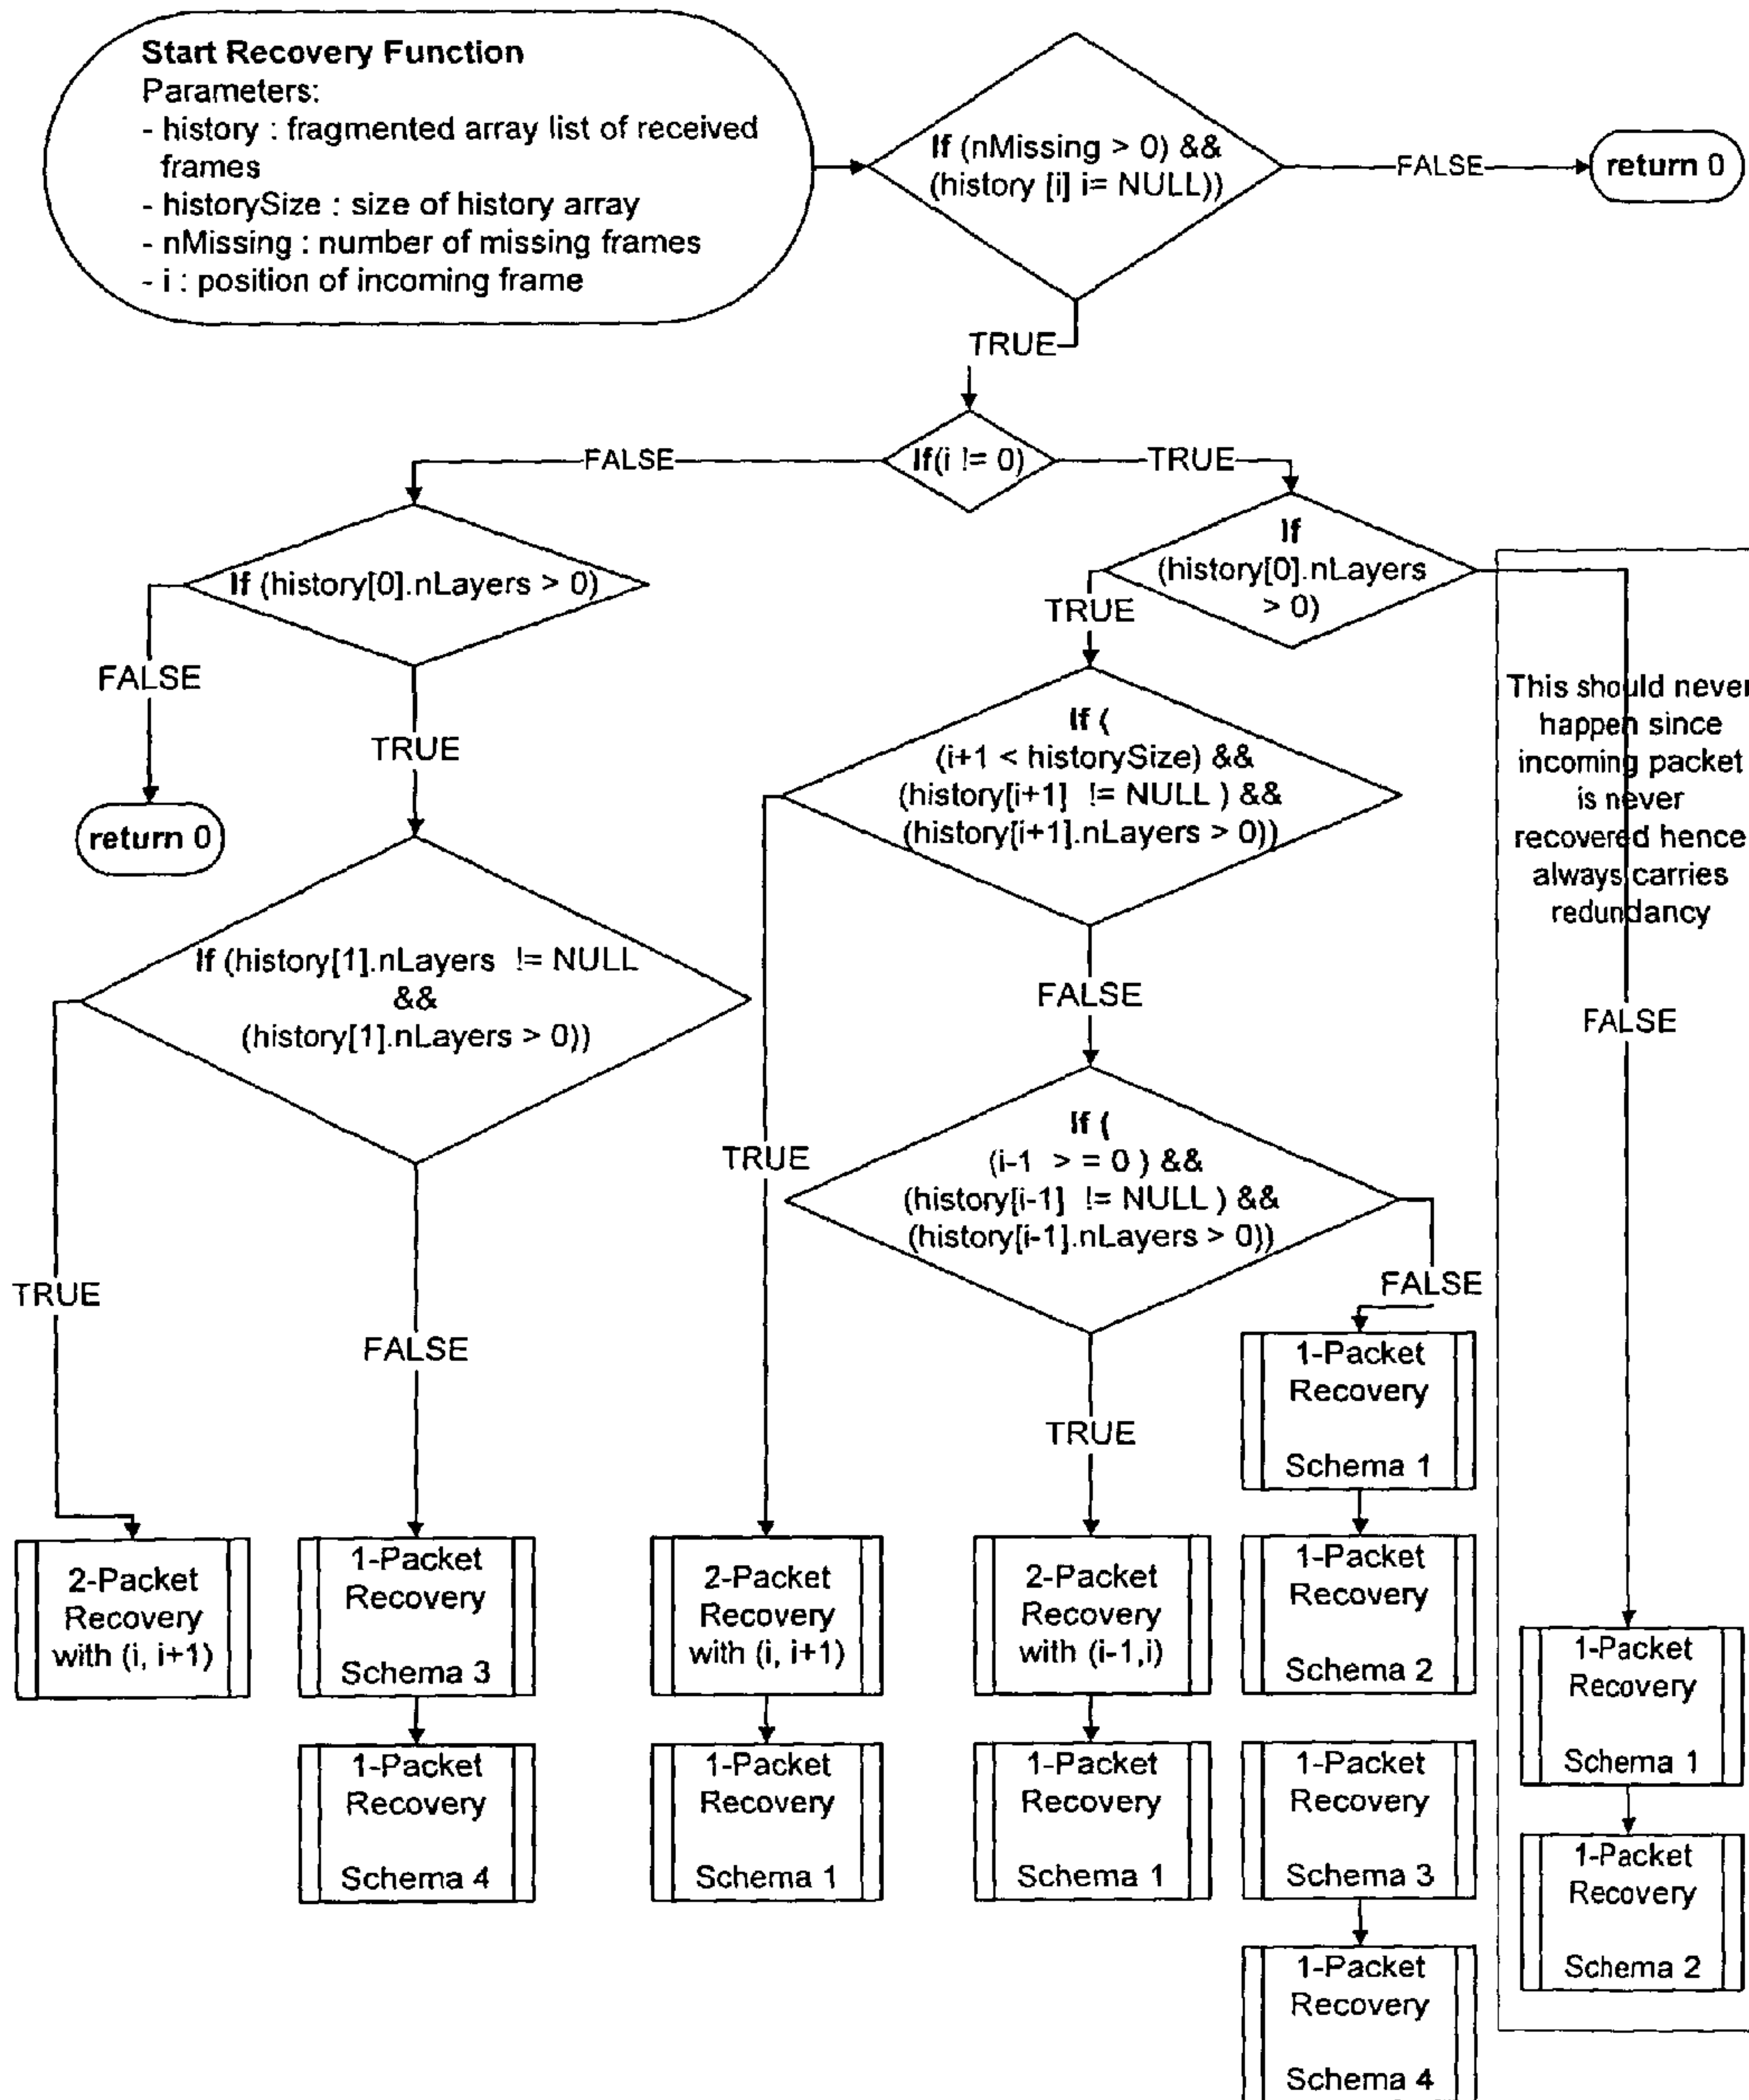 Start Recovery Function
Parameters:
- history : fragmented array list of received
frames
- historySize : size of history array
- nMissing : number of missing frames
- i : position of incoming frame
If (nMissing > 0) &&
(history [i] i= NULL))
FALSE
return 0
TRUE
If(i != 0)
FALSE
TRUE
If (history[0].nLayers > 0)
FALSE
return 0
TRUE
If
(history[0].nLayers
> 0)
TRUE
This should never
happen since
incoming packet
is never
recovered hence
always carries
redundancy
FALSE
If (
(i+1 < historySize) &&
(history[i+1] != NULL ) &&
(history[i+1].nLayers > 0))
If (history[1].nLayers != NULL
&&
(history[1].nLayers > 0))
FALSE
TRUE
If (
(i-1 > = 0 ) &&
(history[i-1] != NULL ) &&
(history[i-1].nLayers > 0))
TRUE
FALSE
FALSE
TRUE
1-Packet
Recovery
Schema 1
2-Packet
Recovery
with (i, i+1)
1-Packet
Recovery
Schema 3
2-Packet
Recovery
with (i, i+1)
2-Packet
Recovery
with (i-1,i)
1-Packet
Recovery
Schema 2
1-Packet
Recovery
Schema 1
1-Packet
Recovery
Schema 4
1-Packet
Recovery
Schema 1
1-Packet
Recovery
Schema 1
1-Packet
Recovery
Schema 3
1-Packet
Recovery
Schema 2
1-Packet
Recovery
Schema 4